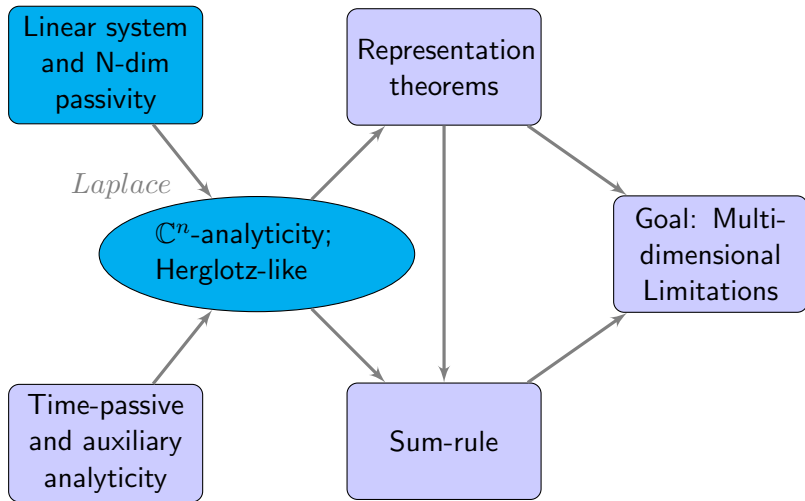 Linear system
and N-dim
passivity
Representation
theorems
Laplace
ℂⁿ-analyticity;
Herglotz-like
Goal: Multi-
dimensional
Limitations
Time-passive
and auxiliary
analyticity
Sum-rule